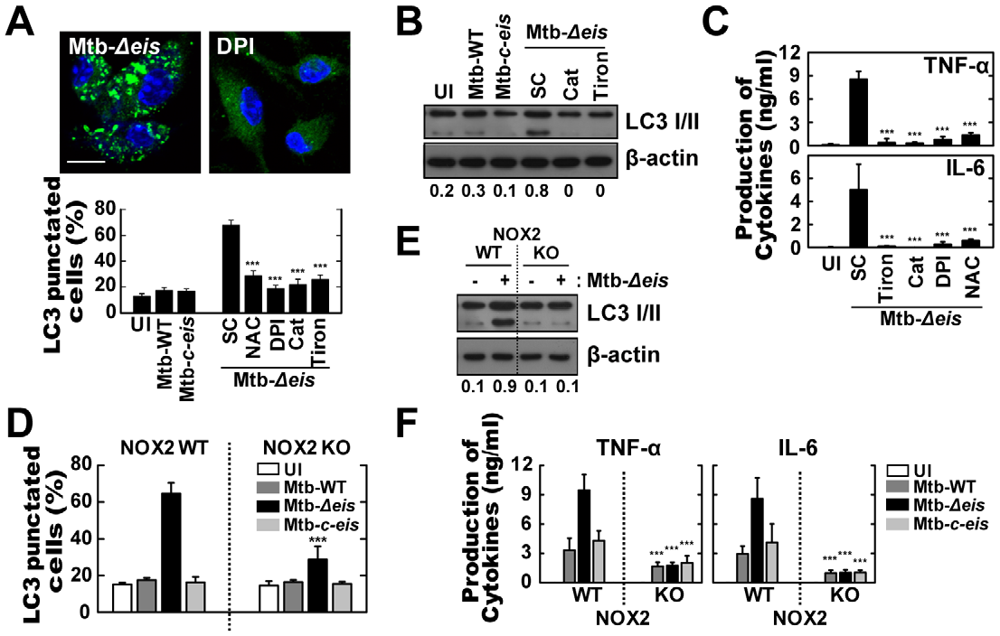 A
Mtb-Δeis
DPI
LC3 punctated
cells (%)
80
60
40
20
0
UI
Mtb-WT
Mtb-c-eis
SC
NAC
DPI
Cat
Tiron
Mtb-Δeis
B
Mtb-Δeis
UI
Mtb-WT
Mtb-c-eis
SC
Cat
Tiron
LC3 I/II
β-actin
0.2 0.3 0.1 0.8 0 0
C
Production of
Cytokines (ng/ml)
TNF-α
12
9
6
3
0
IL-6
6
4
2
0
***
***
***
***
***
***
***
***
UI
SC
Tiron
Cat
DPI
NAC
Mtb-Δeis
***
***
***
***
E
NOX2
WT KO
- + - + : Mtb-Δeis
LC3 I/II
β-actin
0.1 0.9 0.1 0.1
D
NOX2 WT
NOX2 KO
LC3 punctated
cells (%)
80
60
40
20
0
UI
Mtb-WT
Mtb-Δeis
Mtb-c-eis
***
F
Production of
Cytokines (ng/ml)
TNF-α
IL-6
12
9
6
3
0
*** *** ***
*** *** ***
WT KO
WT KO
NOX2
NOX2
UI
Mtb-WT
Mtb-Δeis
Mtb-c-eis